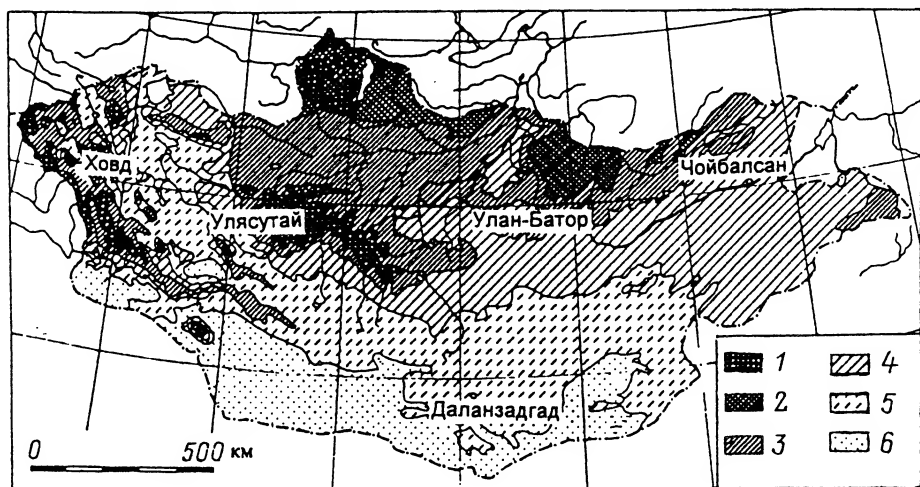 Ховд
Чойбалсан
Улясутай
Улан-Батор
Даланзадгад
1 4
2 5
3 6
0 500 км